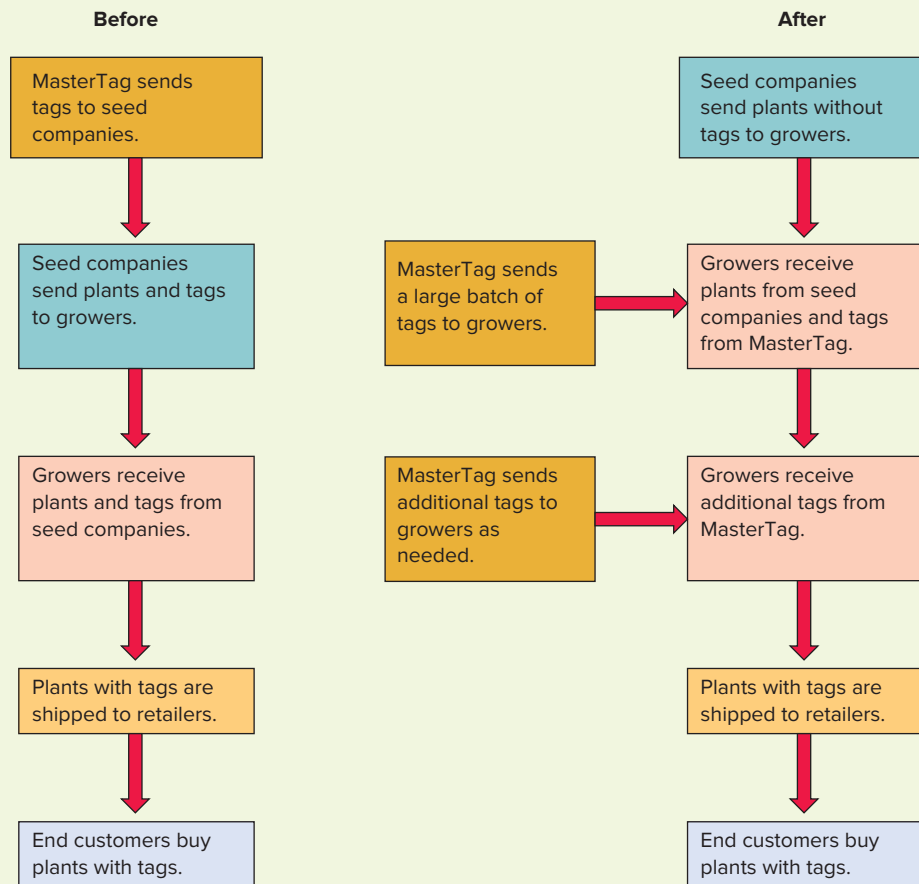 Before
MasterTag sends
tags to seed
companies.
Seed companies
send plants and tags
to growers.
Growers receive
plants and tags from
seed companies.
Plants with tags are
shipped to retailers.
End customers buy
plants with tags.
After
Seed companies
send plants without
tags to growers.
MasterTag sends
a large batch of
tags to growers.
Growers receive
plants from seed
companies and tags
from MasterTag.
MasterTag sends
additional tags to
growers as
needed.
Growers receive
additional tags from
MasterTag.
Plants with tags are
shipped to retailers.
End customers buy
plants with tags.